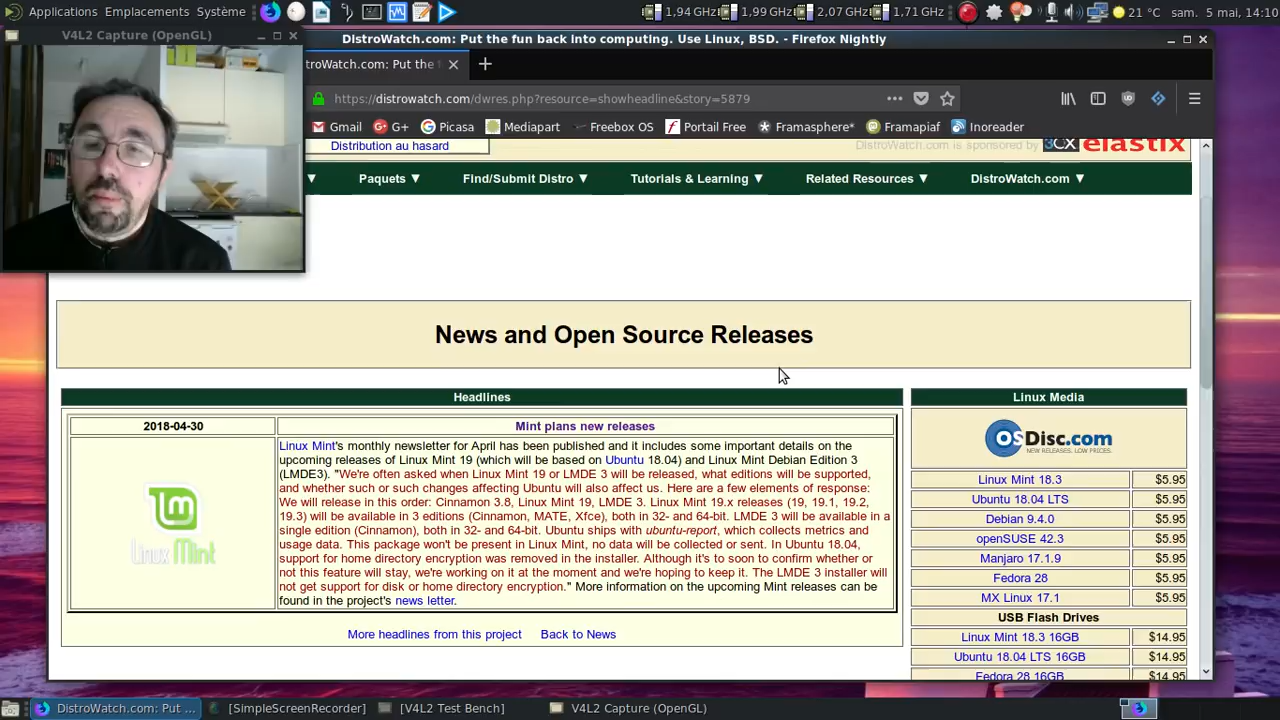 Applications Emplacements Système
1,94 GHz 1,99 GHz 2,07 GHz 1,71 GHz
21 °C sam. 5 mai, 14:10
V4L2 Capture (OpenGL)
DistroWatch.com: Put the fun back into computing. Use Linux, BSD. - Firefox Nightly
troWatch.com: Put the f
https://distrowatch.com/dwres.php?resource=showheadline&story=5879
Gmail G+ Picasa Mediapart Freebox OS Portail Free Framasphere* Framapiaf Inoreader
Distribution au hasard
DistroWatch.com is sponsored by 3CX elastix
Paquets ▼ Find/Submit Distro ▼ Tutorials & Learning ▼ Related Resources ▼ DistroWatch.com ▼
News and Open Source Releases
Headlines
2018-04-30 Mint plans new releases
Linux Mint's monthly newsletter for April has been published and it includes some important details on the
upcoming releases of Linux Mint 19 (which will be based on Ubuntu 18.04) and Linux Mint Debian Edition 3
(LMDE3). "We're often asked when Linux Mint 19 or LMDE 3 will be released, what editions will be supported,
and whether such or such changes affecting Ubuntu will also affect us. Here are a few elements of response:
We will release in this order: Cinnamon 3.8, Linux Mint 19, LMDE 3. Linux Mint 19.x releases (19, 19.1, 19.2,
19.3) will be available in 3 editions (Cinnamon, MATE, Xfce), both in 32- and 64-bit. LMDE 3 will be available in a
single edition (Cinnamon), both in 32- and 64-bit. Ubuntu ships with ubuntu-report, which collects metrics and
usage data. This package won't be present in Linux Mint, no data will be collected or sent. In Ubuntu 18.04,
support for home directory encryption was removed in the installer. Although it's to soon to confirm whether or
not this feature will stay, we're working on it at the moment and we're hoping to keep it. The LMDE 3 installer will
not get support for disk or home directory encryption." More information on the upcoming Mint releases can be
found in the project's news letter.
Linux Mint
More headlines from this project Back to News
Linux Media
OSDisc.com
NEW RELEASES. LOW PRICES.
Linux Mint 18.3 $5.95
Ubuntu 18.04 LTS $5.95
Debian 9.4.0 $5.95
openSUSE 42.3 $5.95
Manjaro 17.1.9 $5.95
Fedora 28 $5.95
MX Linux 17.1 $5.95
USB Flash Drives
Linux Mint 18.3 16GB $14.95
Ubuntu 18.04 LTS 16GB $14.95
Fedora 28 16GB $14.95
DistroWatch.com: Put ... [SimpleScreenRecorder] [V4L2 Test Bench] V4L2 Capture (OpenGL)